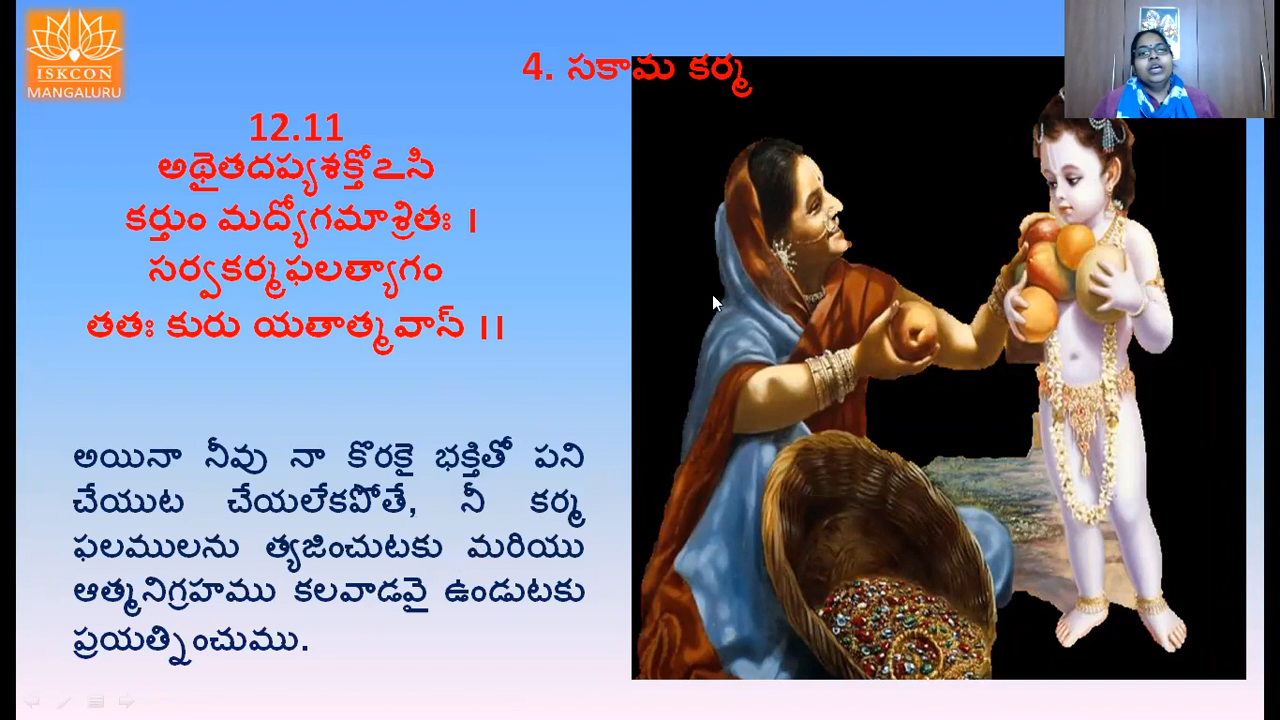 ISKCON
MANGALURU
4. సకామ కర్మ
12.11
అథైతదప్యశక్తోఽసి
కర్తుం మద్యోగమాశ్రితః ।
సర్వకర్మఫలత్యాగం
తతః కురు యతాత్మవాన్ ।।
అయినా నీవు నా కొరకై భక్తితో పని
చేయుట చేయలేకపోతే, నీ కర్మ
ఫలములను త్యజించుటకు మరియు
ఆత్మనిగ్రహము కలవాడవై ఉండుటకు
ప్రయత్నించుము.